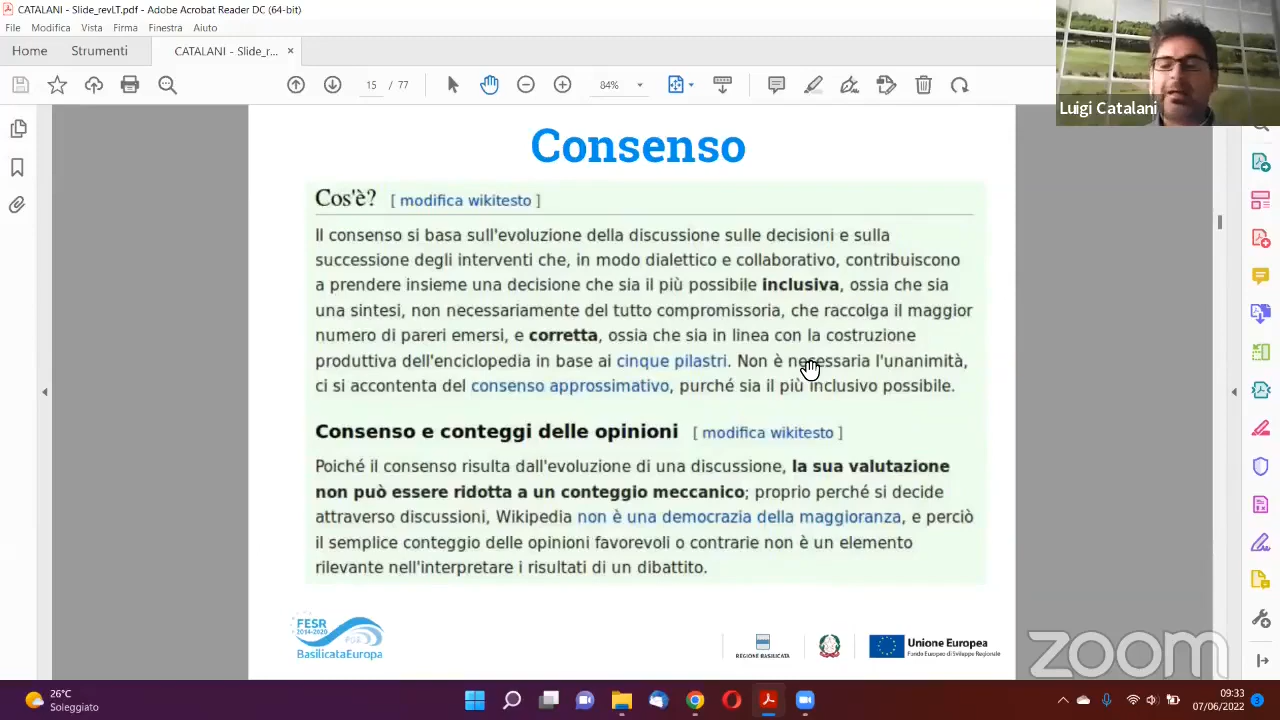 CATALANI - Slide_revLT.pdf - Adobe Acrobat Reader DC (64-bit)
File Modifica Vista Firma Finestra Aiuto
Home Strumenti CATALANI - Slide_r... ×
15 / 77 84%
Luigi Catalani
Consenso
Cos'è? [ modifica wikitesto ]
Il consenso si basa sull'evoluzione della discussione sulle decisioni e sulla
successione degli interventi che, in modo dialettico e collaborativo, contribuiscono
a prendere insieme una decisione che sia il più possibile inclusiva, ossia che sia
una sintesi, non necessariamente del tutto compromissoria, che raccolga il maggior
numero di pareri emersi, e corretta, ossia che sia in linea con la costruzione
produttiva dell'enciclopedia in base ai cinque pilastri. Non è necessaria l'unanimità,
ci si accontenta del consenso approssimativo, purché sia il più inclusivo possibile.
Consenso e conteggi delle opinioni [ modifica wikitesto ]
Poiché il consenso risulta dall'evoluzione di una discussione, la sua valutazione
non può essere ridotta a un conteggio meccanico; proprio perché si decide
attraverso discussioni, Wikipedia non è una democrazia della maggioranza, e perciò
il semplice conteggio delle opinioni favorevoli o contrarie non è un elemento
rilevante nell'interpretare i risultati di un dibattito.
FESR
2014-2020
BasilicataEuropa
REGIONE BASILICATA
Unione Europea
Fondo Europeo di Sviluppo Regionale
zoom
26°C
Soleggiato
09:33
07/06/2022
3